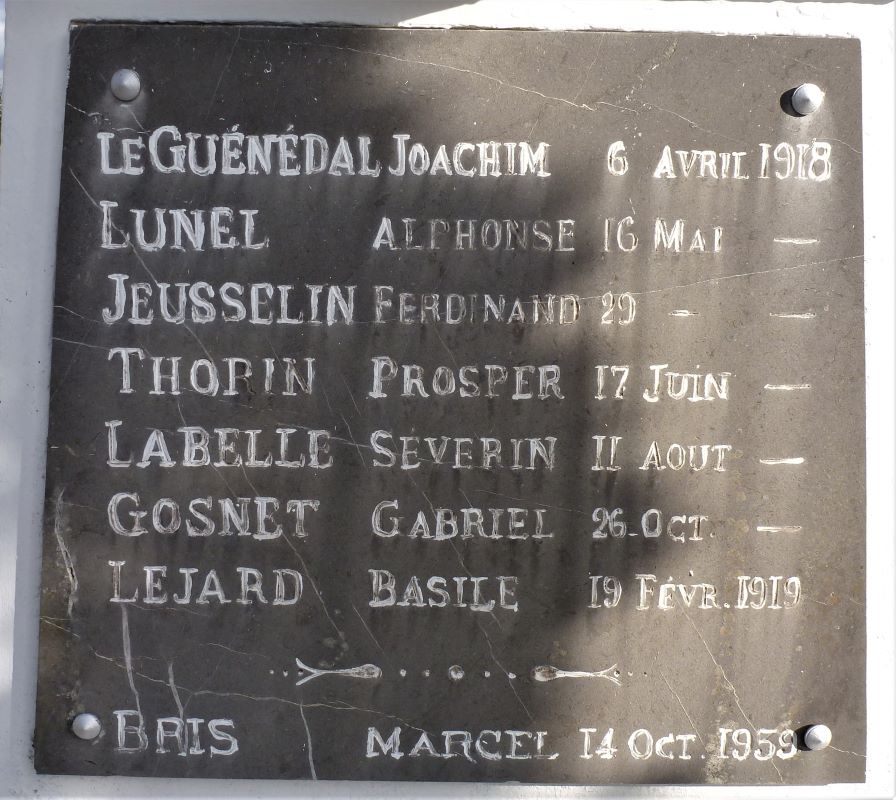 LE GUÉNÉDAL JOACHIM 6 AVRIL 1918
LUNEL ALPHONSE 16 MAI —
JEUSSELIN FERDINAND 29 — —
THORIN PROSPER 17 JUIN —
LABELLE SÉVERIN 11 AOUT —
GOSNET GABRIEL 26 OCT. —
LEJARD BASILE 19 FÉVR. 1919
BRIS MARCEL 14 OCT. 1959